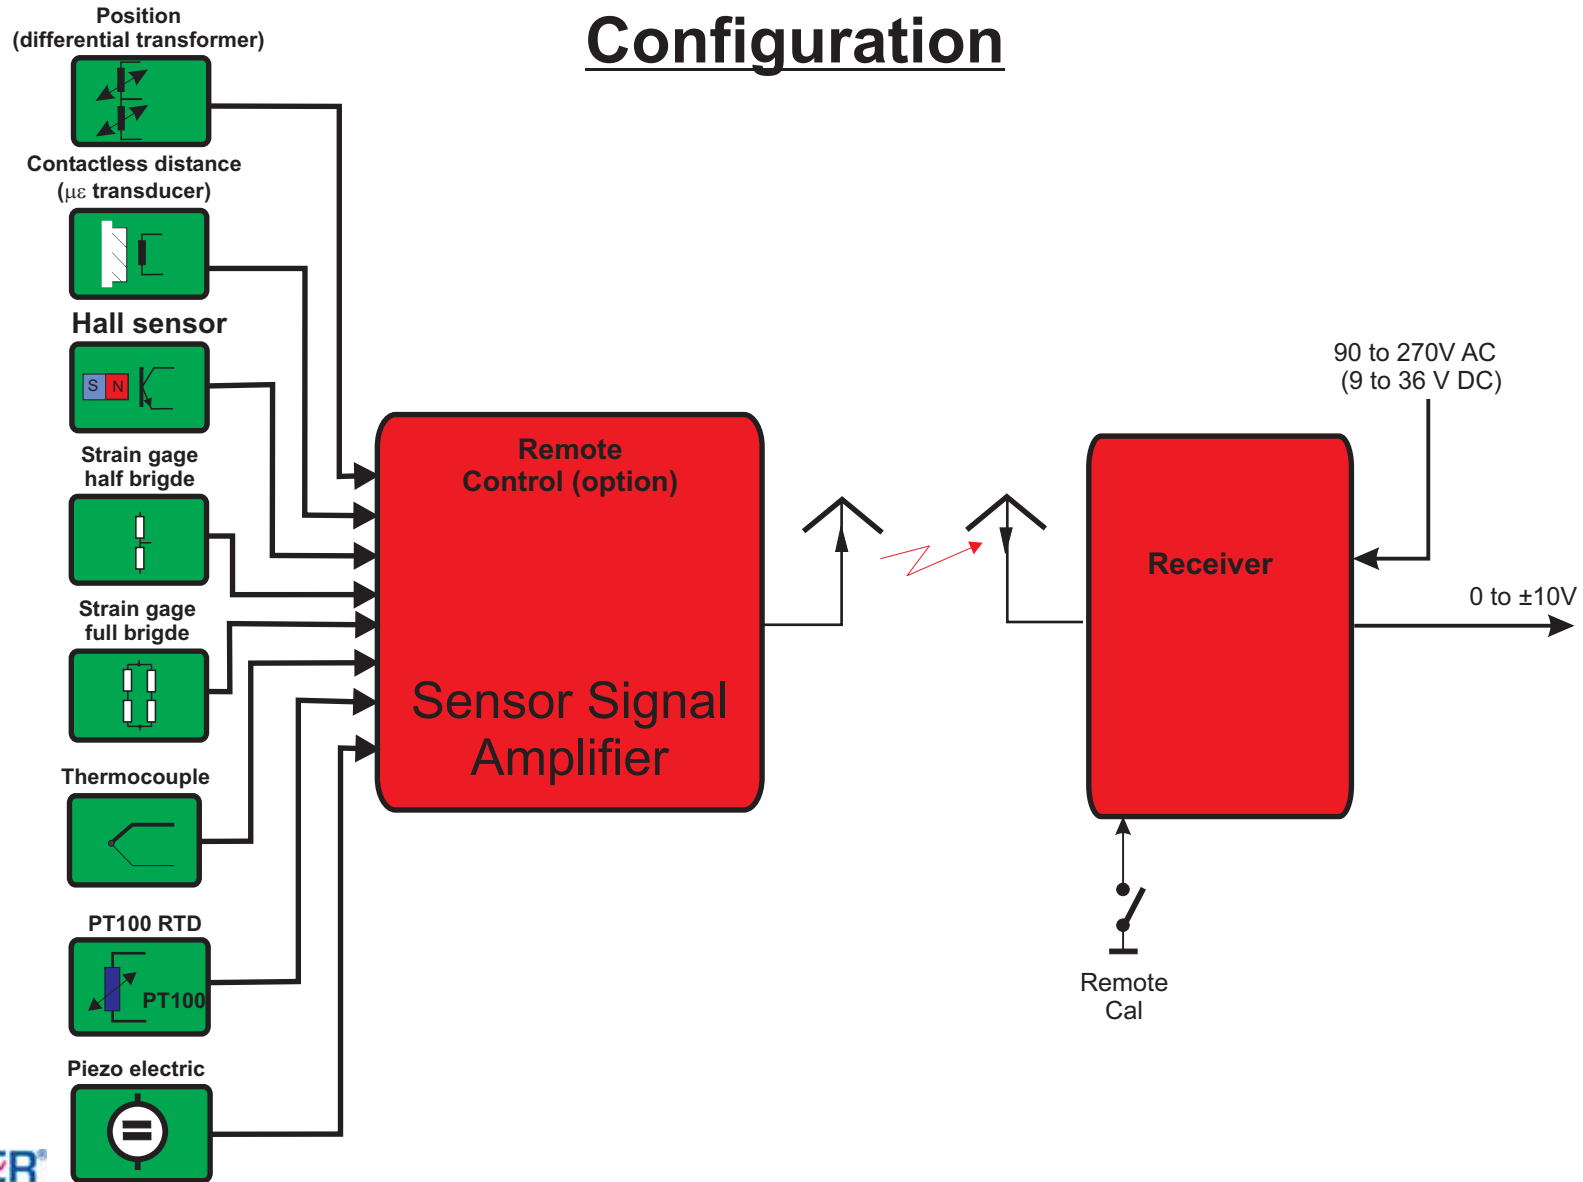 Configuration
Position
(differential transformer)
Contactless distance
(με transducer)
Hall sensor
S N
Strain gage
half brigde
Strain gage
full brigde
Thermocouple
PT100 RTD
PT100
Piezo electric
Remote
Control (option)
Sensor Signal
Amplifier
90 to 270V AC
(9 to 36 V DC)
Receiver
0 to ±10V
Remote
Cal